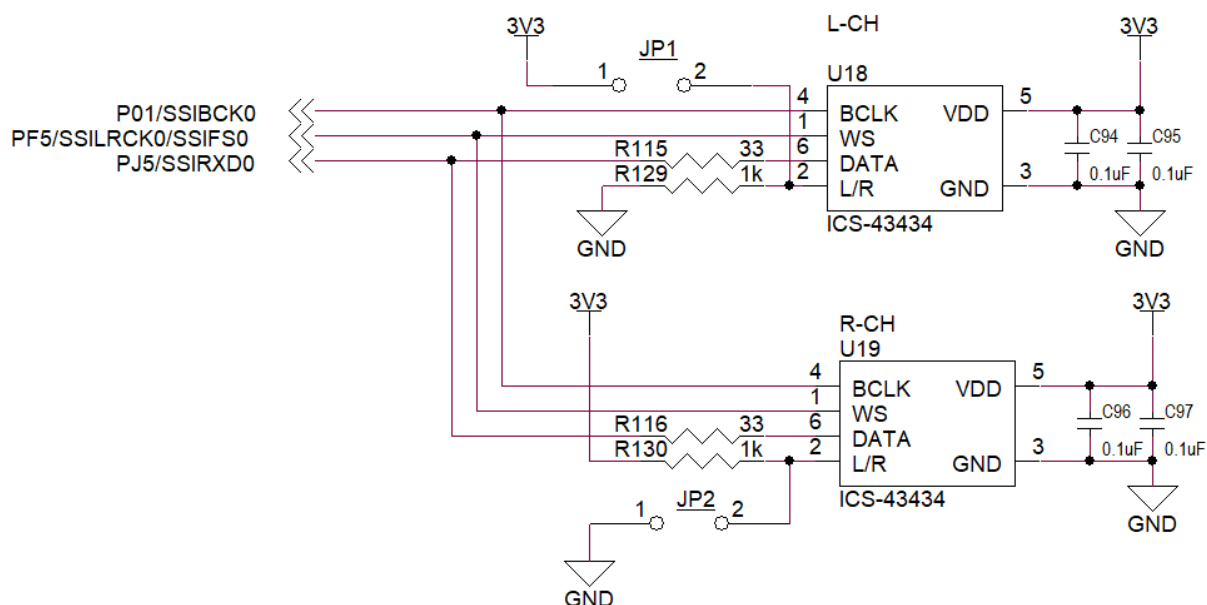 L-CH
3V3 3V3
JP1
1 2
U18
P01/SSIBCK0 4 BCLK VDD 5
PF5/SSILRCK0/SSIFS0 1 WS C94 C95
PJ5/SSIRXD0 R115 33 6 DATA
R129 1k 2 L/R GND 3 0.1uF 0.1uF
ICS-43434
GND GND
3V3 3V3
R-CH
U19
4 BCLK VDD 5
1 WS C96 C97
R116 33 6 DATA
R130 1k 2 L/R GND 3 0.1uF 0.1uF
1 JP2 2 ICS-43434
GND
GND